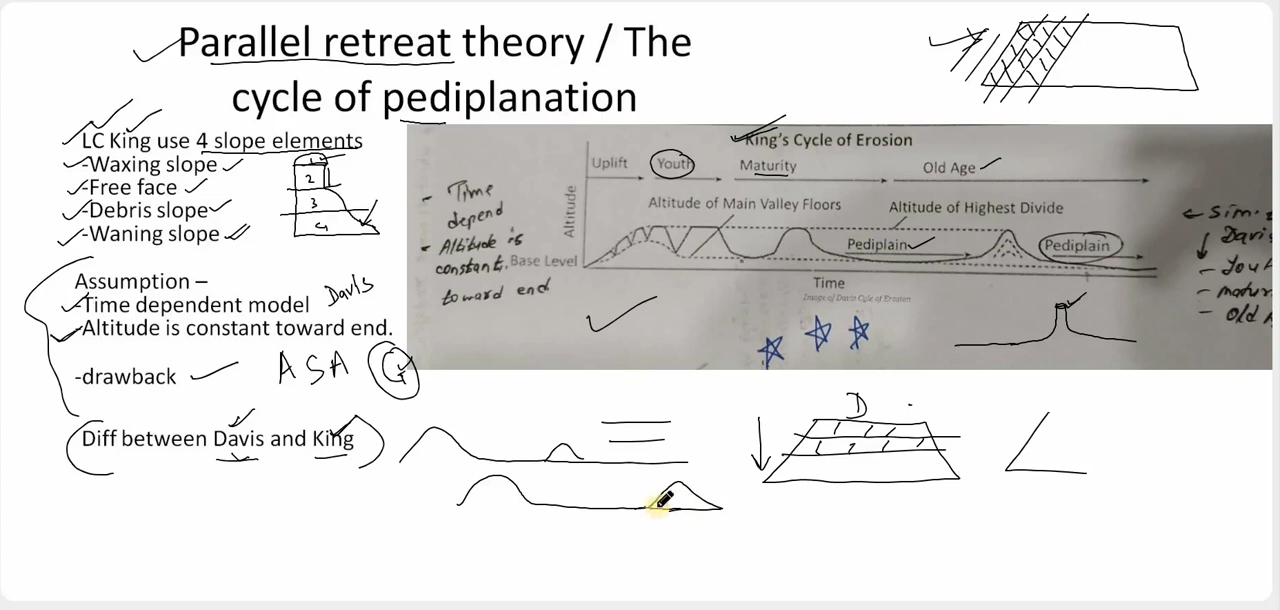 Parallel retreat theory / The
cycle of pediplanation
LC King use 4 slope elements
-Waxing slope
-Free face
-Debris slope
-Waning slope
1
2
3
4
Assumption –
-Time dependent model
Davis
-Altitude is constant toward end.
-drawback
ASA
G
Diff between Davis and King
King's Cycle of Erosion
Uplift
Youth
Maturity
Old Age
- Time
depend
- Altitude is
constant.
toward end
Altitude
Altitude of Main Valley Floors
Altitude of Highest Divide
Pediplain
Pediplain
Base Level
Time
Image of Davis Cyle of Erosion
- maturi
- old A
D